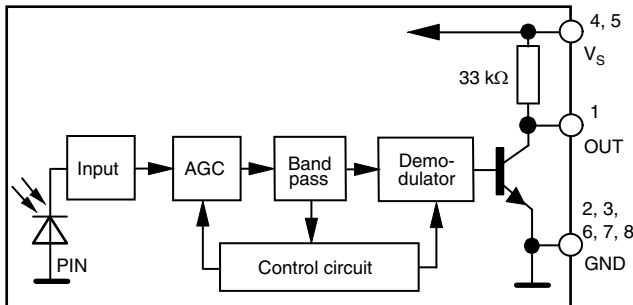 4, 5
V_S
33 kΩ
1
OUT
Input
AGC
Band
pass
Demo-
dulator
2, 3,
6, 7, 8
GND
PIN
Control circuit